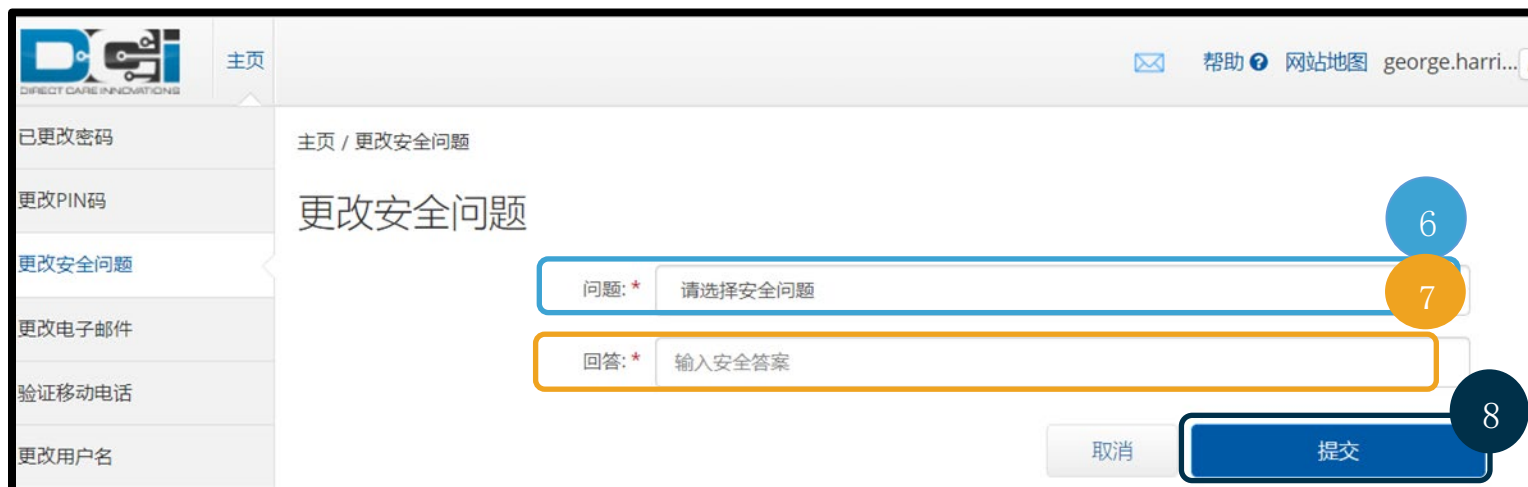 DCI
DIRECT CARE INNOVATIONS
主页
帮助 ? 网站地图 george.harri...
已更改密码
更改PIN码
更改安全问题
更改电子邮件
验证移动电话
更改用户名
主页 / 更改安全问题
更改安全问题
6
问题: * 请选择安全问题
7
回答: * 输入安全答案
8
取消 提交